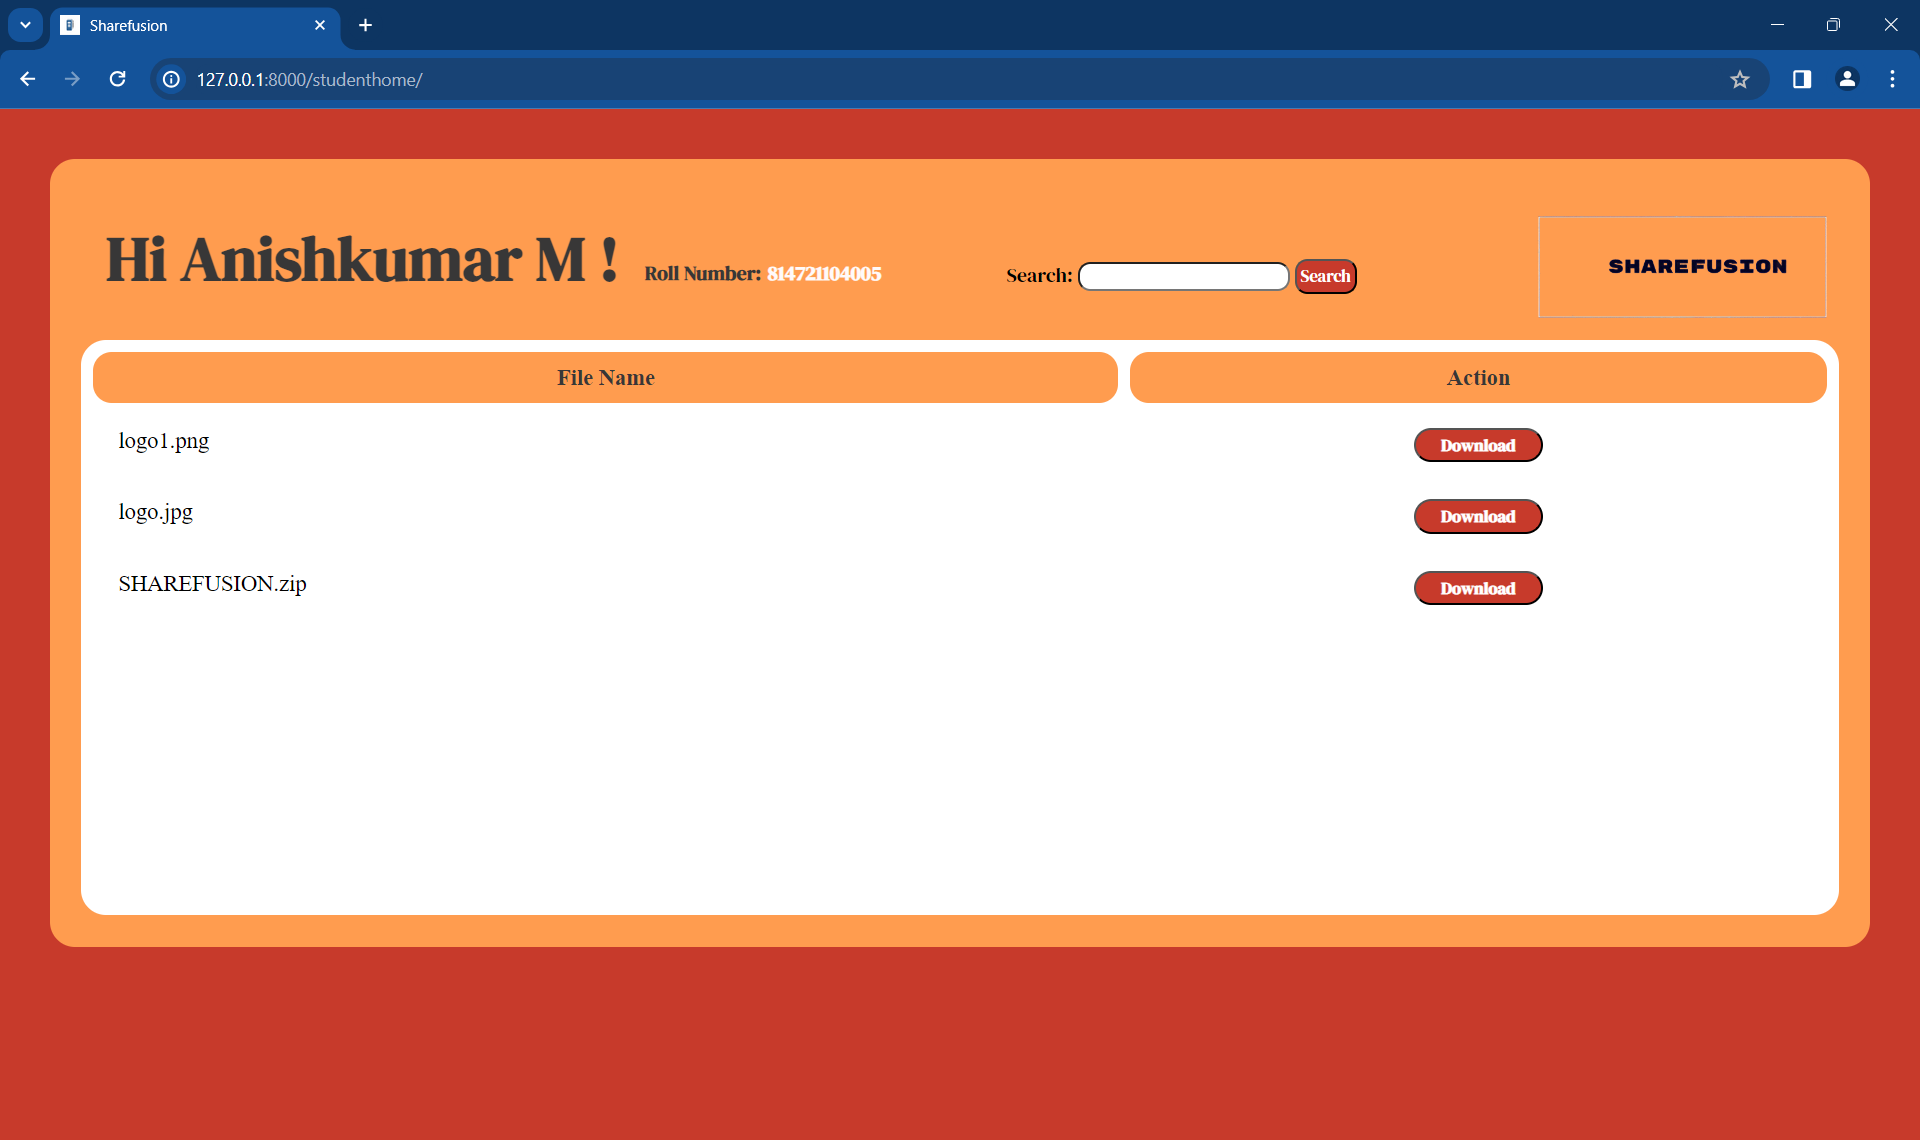 Sharefusion
127.0.0.1:8000/studenthome/
Hi Anishkumar M ! Roll Number: 814721104005 Search: Search SHAREFUSION
File Name Action
logo1.png Download
logo.jpg Download
SHAREFUSION.zip Download